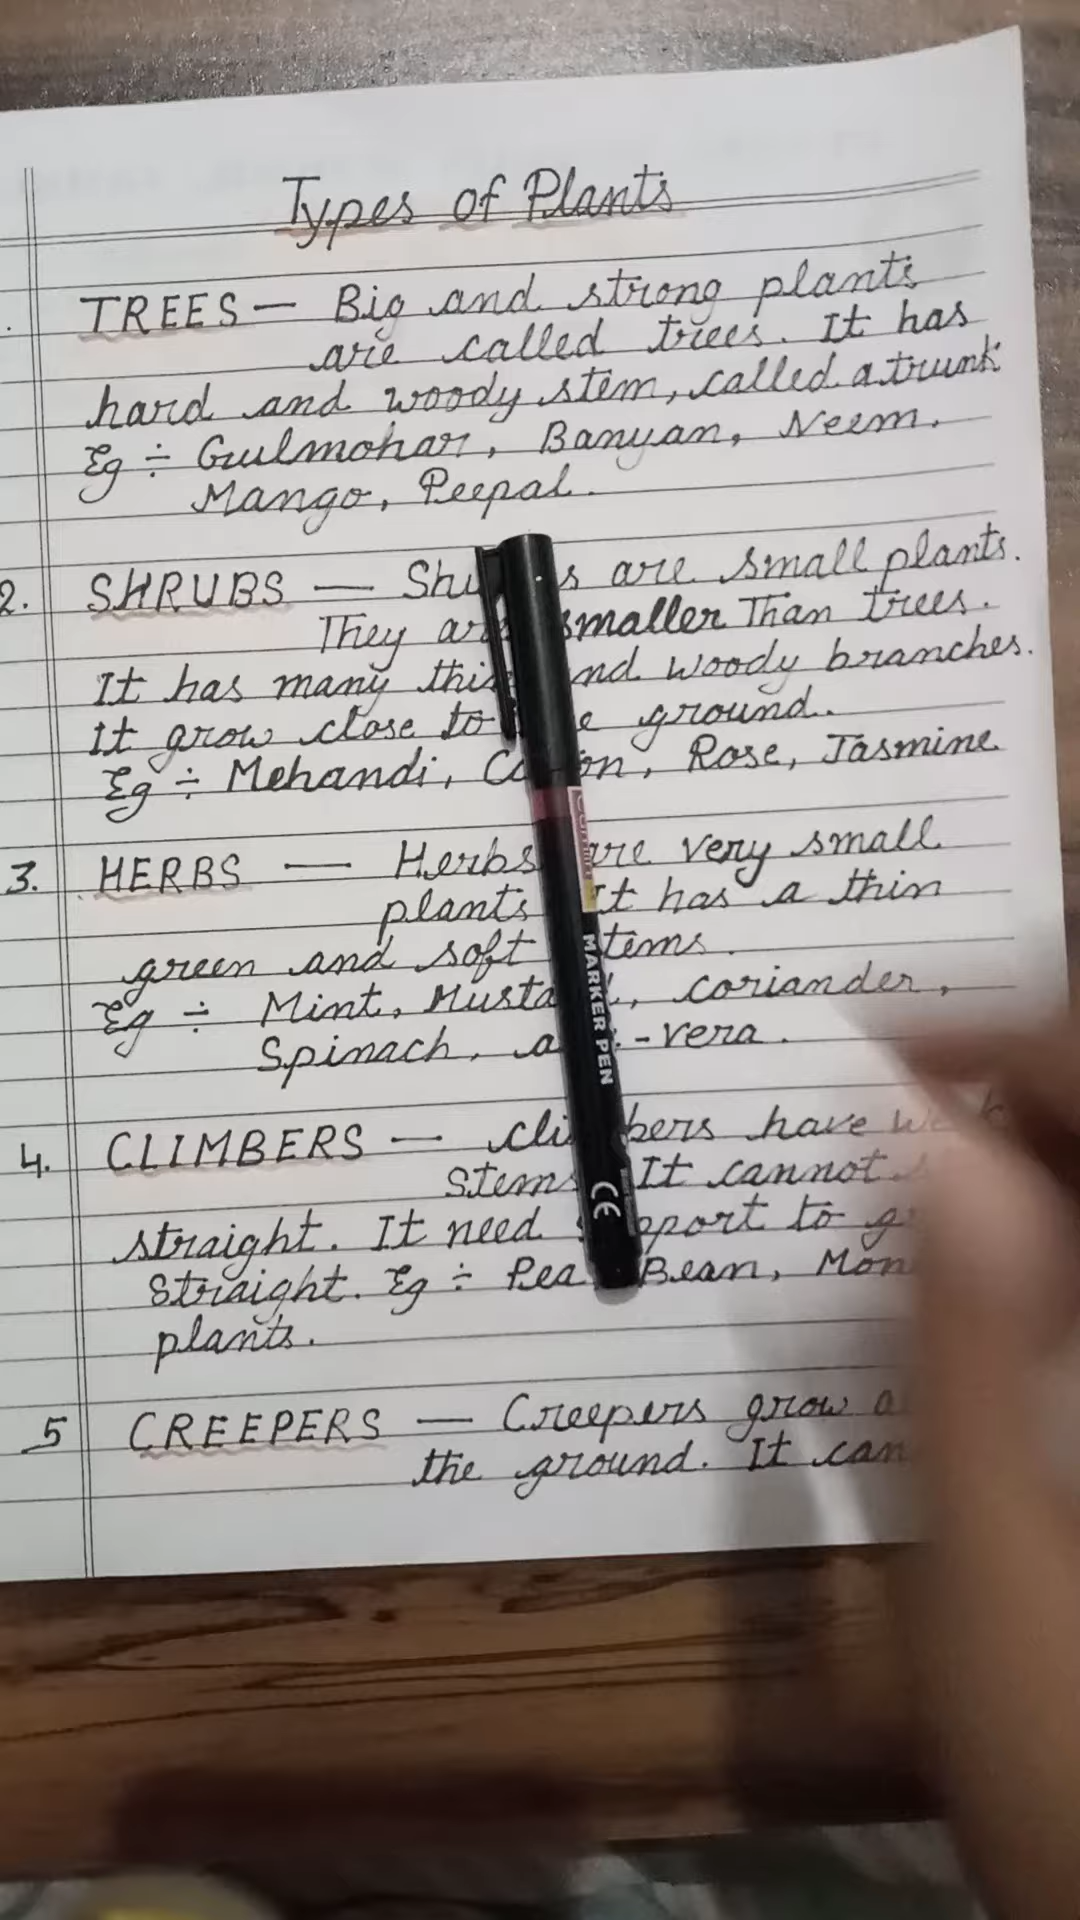 Types of Plants
TREES — Big and strong plants
are called trees. It has
hard and woody stem, called a trunk
Eg ÷ Gulmohar, Banyan, Neem,
Mango, Peepal.
2. SHRUBS — are small plants.
They smaller Than trees.
It has many woody branches.
It grow close to ground.
Eg ÷ Mehandi, Rose, Jasmine
3. HERBS — Herbs are very small
plants It has a thin
green and soft
Eg ÷ Mint, coriander,
Spinach, -vera.
4. CLIMBERS — have
stems It cannot
straight. It need to
straight. Eg ÷ Pea Bean,
plants.
5 CREEPERS — Creepers grow
the ground. It
MARKER PEN
CE